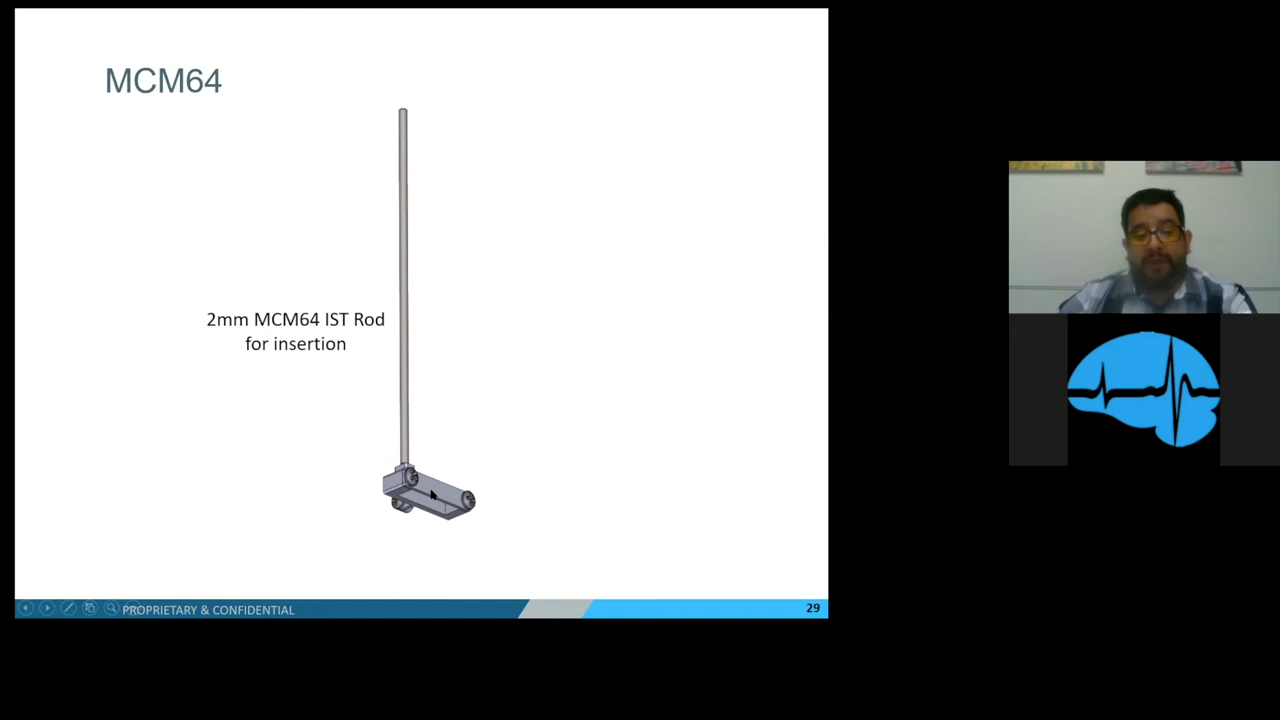 MCM64
2mm MCM64 IST Rod
for insertion
PROPRIETARY & CONFIDENTIAL
29